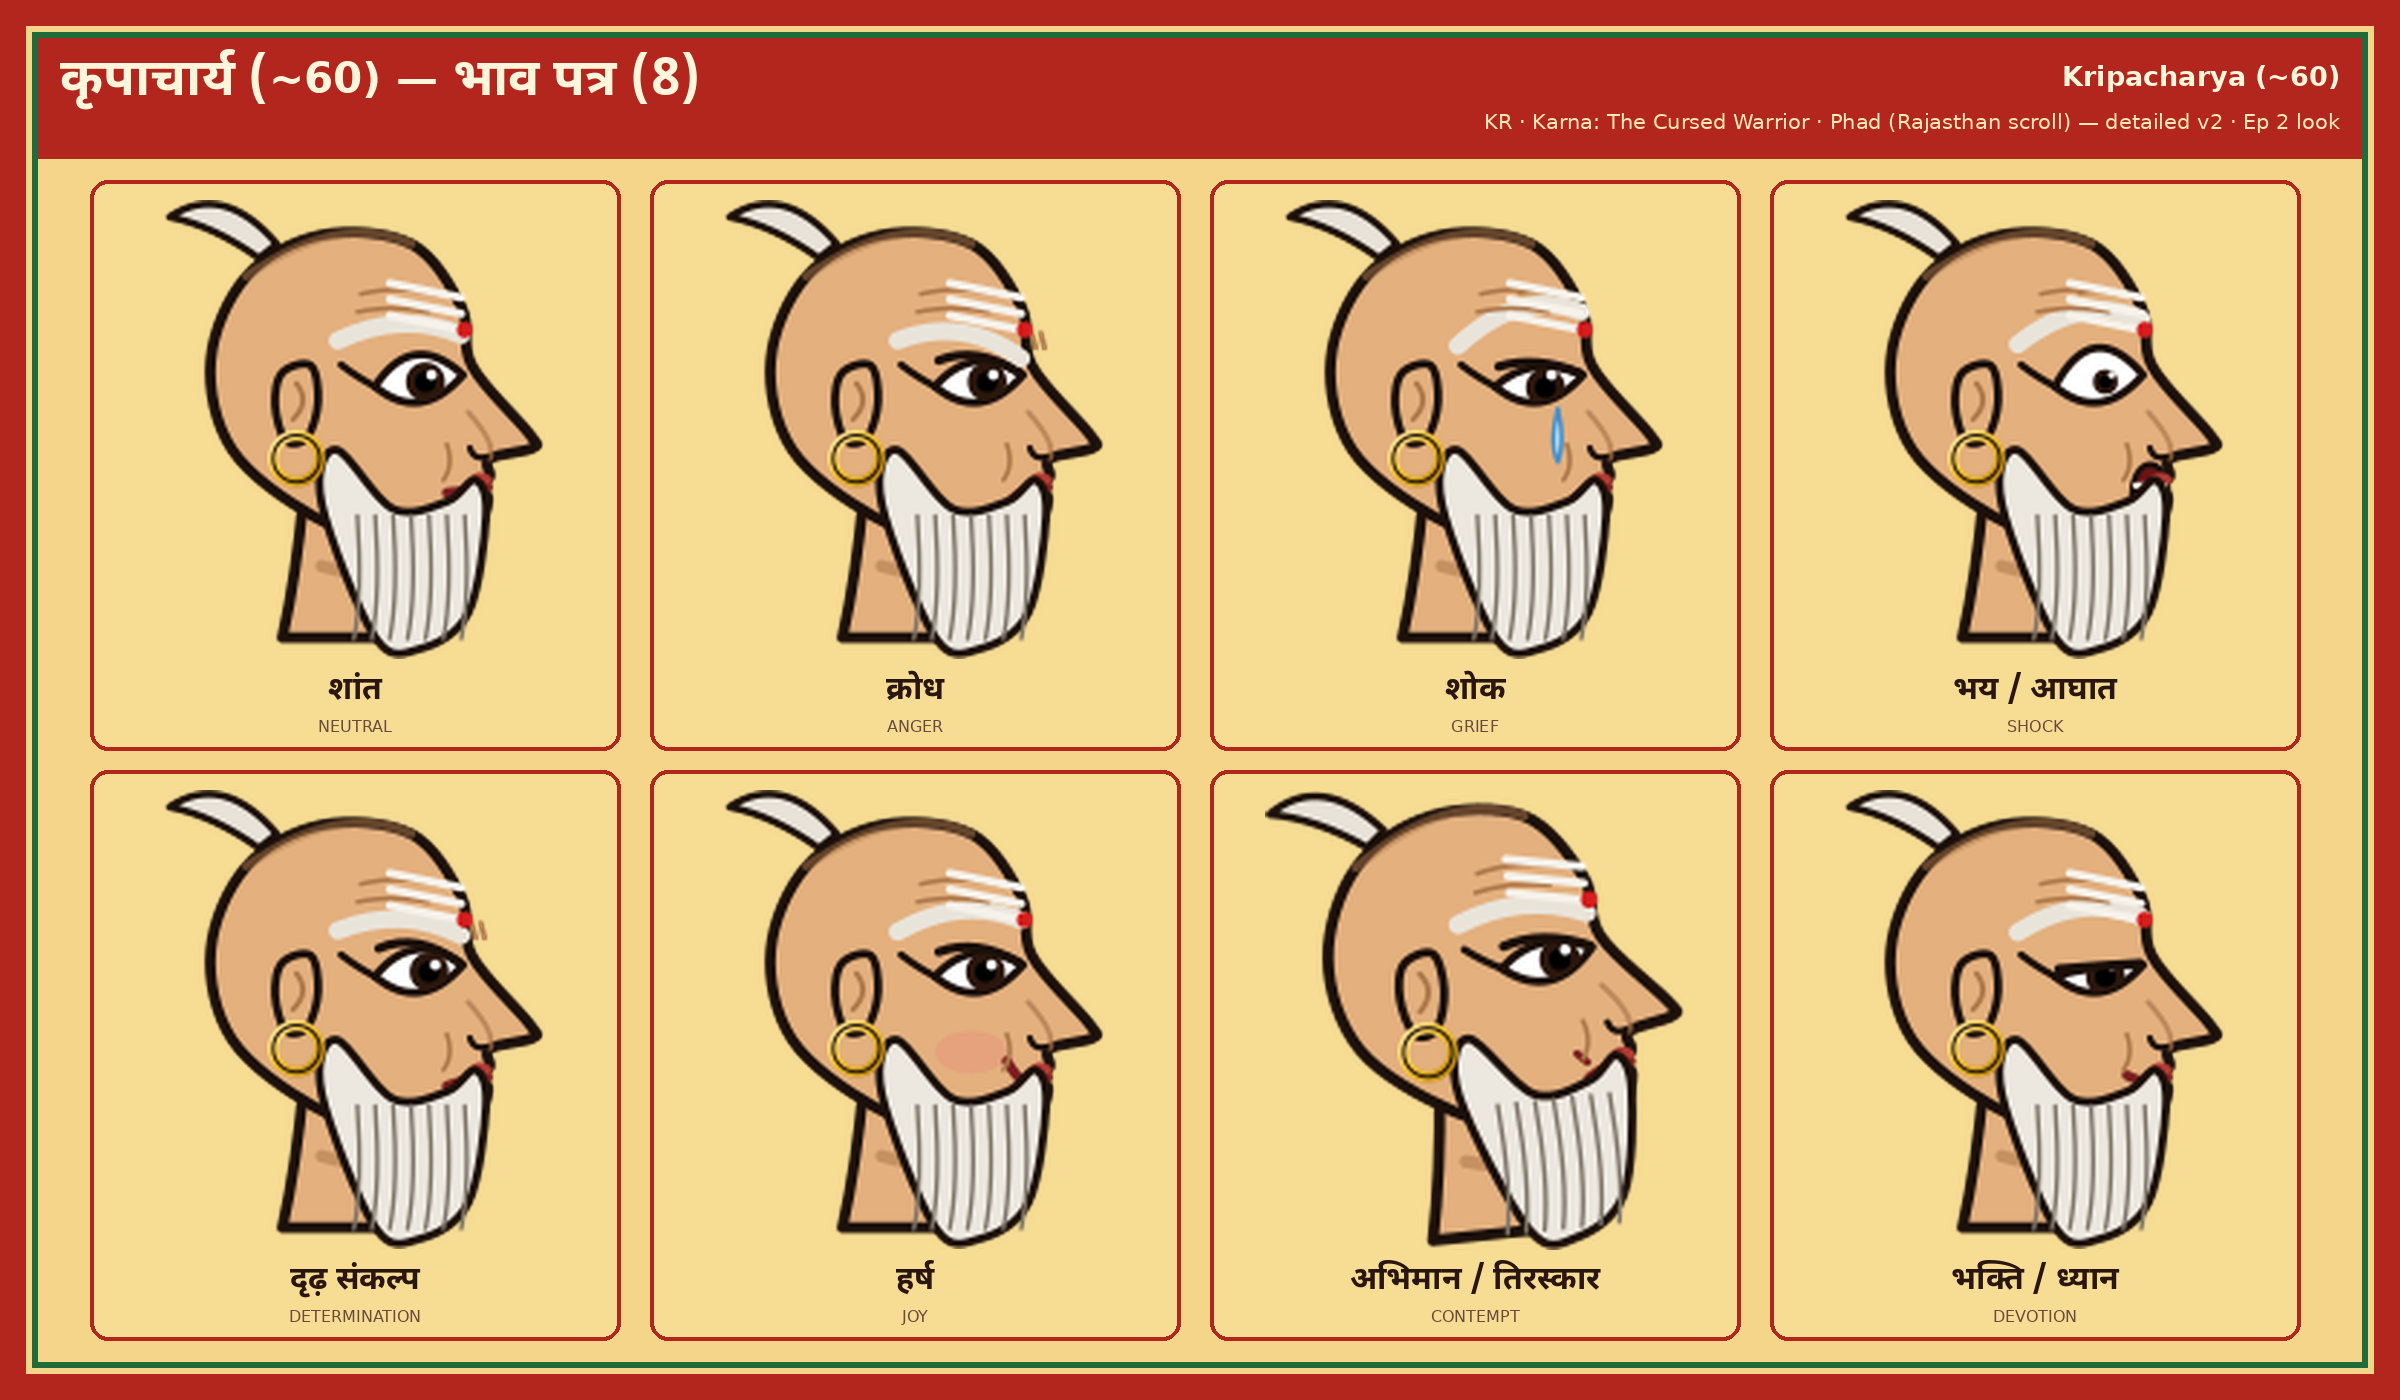 कृपाचार्य (~60) — भाव पत्र (8)
Kripacharya (~60)
KR · Karna: The Cursed Warrior · Phad (Rajasthan scroll) — detailed v2 · Ep 2 look
शांत
NEUTRAL
क्रोध
ANGER
शोक
GRIEF
भय / आघात
SHOCK
दृढ़ संकल्प
DETERMINATION
हर्ष
JOY
अभिमान / तिरस्कार
CONTEMPT
भक्ति / ध्यान
DEVOTION